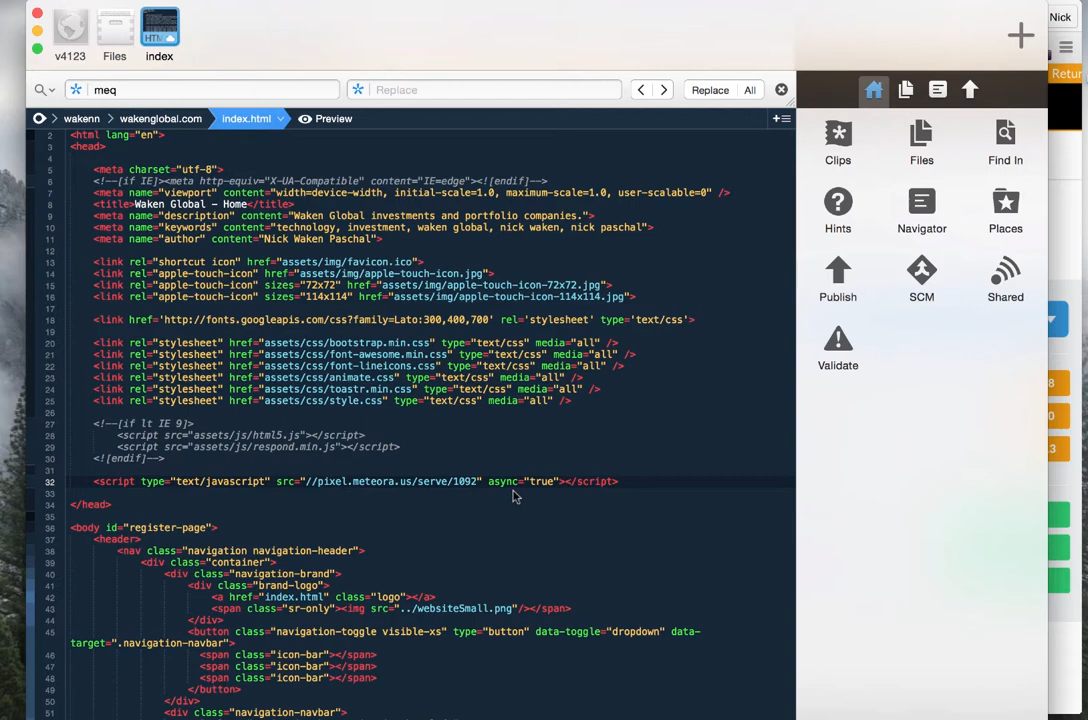 Nick
v4123
Files
index
meq
Replace
Replace
All
Retur
wakenn
wakenglobal.com
index.html
Preview
2 <html lang="en">
3 <head>
4
5 <meta charset="utf-8">
6 <!--[if IE]><meta http-equiv="X-UA-Compatible" content="IE=edge"><![endif]-->
7 <meta name="viewport" content="width=device-width, initial-scale=1.0, maximum-scale=1.0, user-scalable=0" />
8 <title>Waken Global – Home</title>
9 <meta name="description" content="Waken Global investments and portfolio companies.">
10 <meta name="keywords" content="technology, investment, waken global, nick waken, nick paschal">
11 <meta name="author" content="Nick Waken Paschal">
12
13 <link rel="shortcut icon" href="assets/img/favicon.ico">
14 <link rel="apple-touch-icon" href="assets/img/apple-touch-icon.jpg">
15 <link rel="apple-touch-icon" sizes="72x72" href="assets/img/apple-touch-icon-72x72.jpg">
16 <link rel="apple-touch-icon" sizes="114x114" href="assets/img/apple-touch-icon-114x114.jpg">
17
18 <link href='http://fonts.googleapis.com/css?family=Lato:300,400,700' rel='stylesheet' type='text/css'>
19
20 <link rel="stylesheet" href="assets/css/bootstrap.min.css" type="text/css" media="all" />
21 <link rel="stylesheet" href="assets/css/font-awesome.min.css" type="text/css" media="all" />
22 <link rel="stylesheet" href="assets/css/font-lineicons.css" type="text/css" media="all" />
23 <link rel="stylesheet" href="assets/css/animate.css" type="text/css" media="all" />
24 <link rel="stylesheet" href="assets/css/toastr.min.css" type="text/css" media="all" />
25 <link rel="stylesheet" href="assets/css/style.css" type="text/css" media="all" />
26
27 <!--[if lt IE 9]>
28 <script src="assets/js/html5.js"></script>
29 <script src="assets/js/respond.min.js"></script>
30 <![endif]-->
31
32 <script type="text/javascript" src="//pixel.meteora.us/serve/1092" async="true"></script>
33
34 </head>
35
36 <body id="register-page">
37 <header>
38 <nav class="navigation navigation-header">
39 <div class="container">
40 <div class="navigation-brand">
41 <div class="brand-logo">
42 <a href="index.html" class="logo"></a>
43 <span class="sr-only"><img src="../websiteSmall.png"/></span>
44 </div>
45 <button class="navigation-toggle visible-xs" type="button" data-toggle="dropdown" data-
target=".navigation-navbar">
46 <span class="icon-bar"></span>
47 <span class="icon-bar"></span>
48 <span class="icon-bar"></span>
49 </button>
50 </div>
51 <div class="navigation-navbar">
Clips
Files
Find In
Hints
Navigator
Places
Publish
SCM
Shared
Validate
8
0
.3